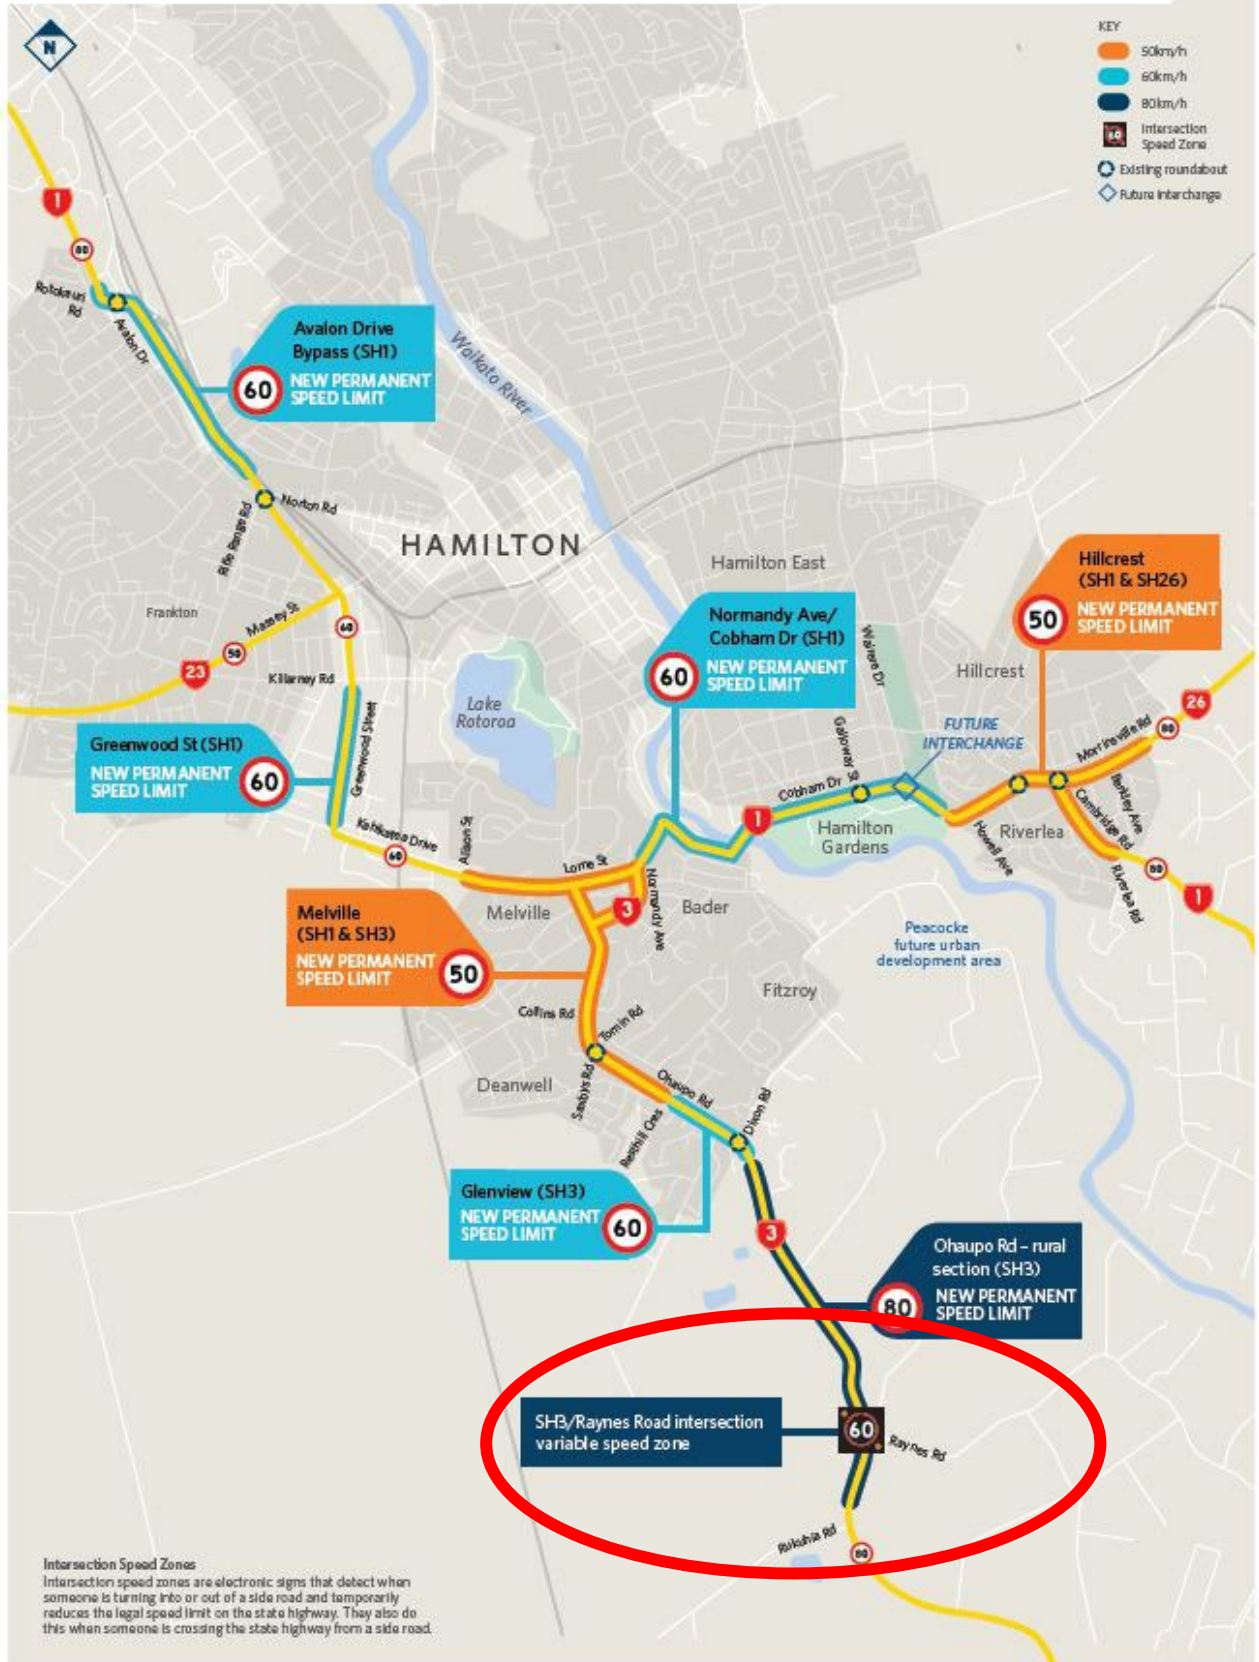 N
KEY
50km/h
60km/h
80km/h
60
Intersection
Speed Zone
Existing roundabout
Future Interchange
1
80
Rotokauri
Rd
Avalon Dr
Avalon Drive
Bypass (SH1)
60
NEW PERMANENT
SPEED LIMIT
Waikato River
Norton Rd
Rifle Range Rd
HAMILTON
Hamilton East
Frankton
Massey St
60
50
23
Killarney Rd
Hillcrest
(SH1 & SH26)
50
NEW PERMANENT
SPEED LIMIT
Normandy Ave/
Cobham Dr (SH1)
60
NEW PERMANENT
SPEED LIMIT
Wairere Dr
Hillcrest
Lake
Rotoroa
26
80
Morrinsville Rd
FUTURE
INTERCHANGE
Galloway St
Greenwood St (SH1)
NEW PERMANENT
SPEED LIMIT
60
Greenwood Street
Cobham Dr
1
Berkley Ave
Cambridge Rd
Kahikatea Drive
60
Alison St
Hamilton
Gardens
Howell Ave
Riverlea
Lorne St
80
Riverlea Rd
1
Melville
(SH1 & SH3)
NEW PERMANENT
SPEED LIMIT
50
Melville
3
Normandy Ave
Bader
Peacocke
future urban
development area
Fitzroy
Collins Rd
Tomin Rd
Deanwell
Saxbys Rd
Ohaupo Rd
Dixon Rd
Resthill Cres
Glenview (SH3)
NEW PERMANENT
SPEED LIMIT
60
3
Ohaupo Rd – rural
section (SH3)
80
NEW PERMANENT
SPEED LIMIT
SH3/Raynes Road intersection
variable speed zone
60
Raynes Rd
Rukuhia Rd
80
Intersection Speed Zones
Intersection speed zones are electronic signs that detect when
someone is turning into or out of a side road and temporarily
reduces the legal speed limit on the state highway. They also do
this when someone is crossing the state highway from a side road.